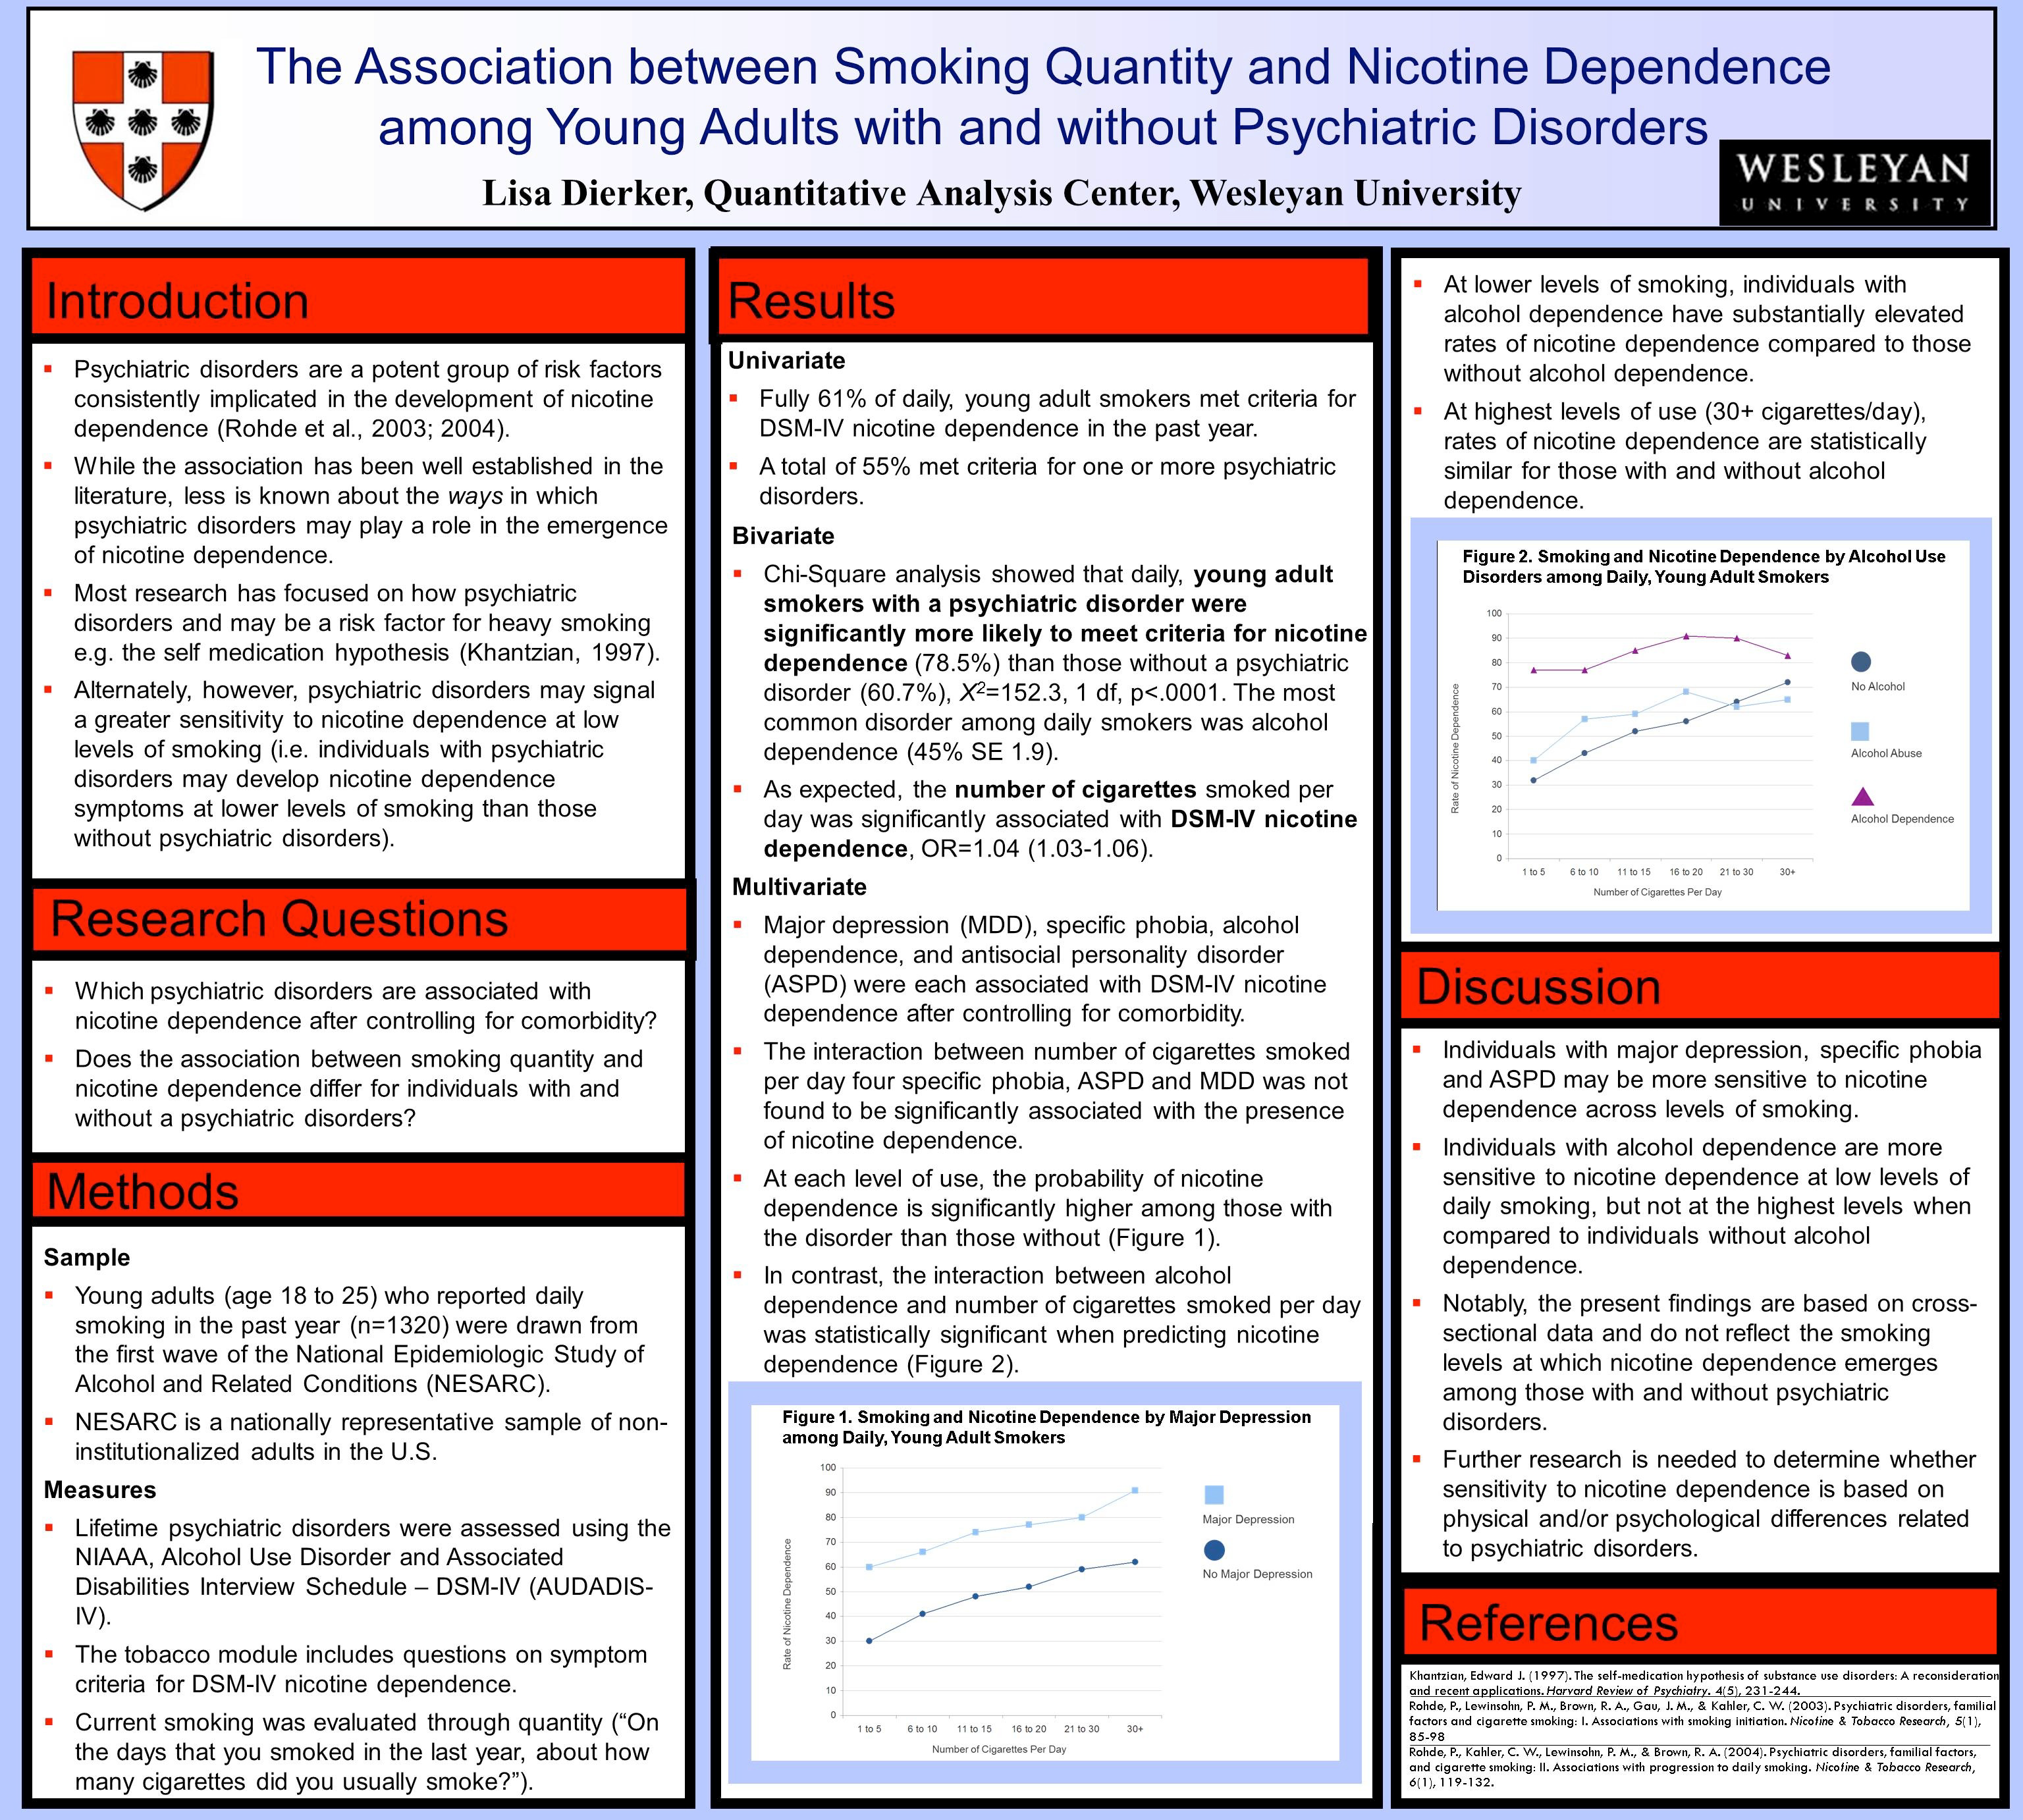 The Association between Smoking Quantity and Nicotine Dependence
among Young Adults with and without Psychiatric Disorders
Lisa Dierker, Quantitative Analysis Center, Wesleyan University
WESLEYAN
UNIVERSITY
Introduction
▪ Psychiatric disorders are a potent group of risk factors
consistently implicated in the development of nicotine
dependence (Rohde et al., 2003; 2004).
▪ While the association has been well established in the
literature, less is known about the ways in which
psychiatric disorders may play a role in the emergence
of nicotine dependence.
▪ Most research has focused on how psychiatric
disorders and may be a risk factor for heavy smoking
e.g. the self medication hypothesis (Khantzian, 1997).
▪ Alternately, however, psychiatric disorders may signal
a greater sensitivity to nicotine dependence at low
levels of smoking (i.e. individuals with psychiatric
disorders may develop nicotine dependence
symptoms at lower levels of smoking than those
without psychiatric disorders).
Research Questions
▪ Which psychiatric disorders are associated with
nicotine dependence after controlling for comorbidity?
▪ Does the association between smoking quantity and
nicotine dependence differ for individuals with and
without a psychiatric disorders?
Methods
Sample
▪ Young adults (age 18 to 25) who reported daily
smoking in the past year (n=1320) were drawn from
the first wave of the National Epidemiologic Study of
Alcohol and Related Conditions (NESARC).
▪ NESARC is a nationally representative sample of non-
institutionalized adults in the U.S.
Measures
▪ Lifetime psychiatric disorders were assessed using the
NIAAA, Alcohol Use Disorder and Associated
Disabilities Interview Schedule – DSM-IV (AUDADIS-
IV).
▪ The tobacco module includes questions on symptom
criteria for DSM-IV nicotine dependence.
▪ Current smoking was evaluated through quantity (“On
the days that you smoked in the last year, about how
many cigarettes did you usually smoke?”).
Results
Univariate
▪ Fully 61% of daily, young adult smokers met criteria for
DSM-IV nicotine dependence in the past year.
▪ A total of 55% met criteria for one or more psychiatric
disorders.
Bivariate
▪ Chi-Square analysis showed that daily, young adult
smokers with a psychiatric disorder were
significantly more likely to meet criteria for nicotine
dependence (78.5%) than those without a psychiatric
disorder (60.7%), X²=152.3, 1 df, p<.0001. The most
common disorder among daily smokers was alcohol
dependence (45% SE 1.9).
▪ As expected, the number of cigarettes smoked per
day was significantly associated with DSM-IV nicotine
dependence, OR=1.04 (1.03-1.06).
Multivariate
▪ Major depression (MDD), specific phobia, alcohol
dependence, and antisocial personality disorder
(ASPD) were each associated with DSM-IV nicotine
dependence after controlling for comorbidity.
▪ The interaction between number of cigarettes smoked
per day four specific phobia, ASPD and MDD was not
found to be significantly associated with the presence
of nicotine dependence.
▪ At each level of use, the probability of nicotine
dependence is significantly higher among those with
the disorder than those without (Figure 1).
▪ In contrast, the interaction between alcohol
dependence and number of cigarettes smoked per day
was statistically significant when predicting nicotine
dependence (Figure 2).
Figure 1. Smoking and Nicotine Dependence by Major Depression
among Daily, Young Adult Smokers
100
90
80
70
60
50
40
30
20
10
0
Rate of Nicotine Dependence
1 to 5 6 to 10 11 to 15 16 to 20 21 to 30 30+
Number of Cigarettes Per Day
Major Depression
No Major Depression
▪ At lower levels of smoking, individuals with
alcohol dependence have substantially elevated
rates of nicotine dependence compared to those
without alcohol dependence.
▪ At highest levels of use (30+ cigarettes/day),
rates of nicotine dependence are statistically
similar for those with and without alcohol
dependence.
Figure 2. Smoking and Nicotine Dependence by Alcohol Use
Disorders among Daily, Young Adult Smokers
100
90
80
70
60
50
40
30
20
10
0
Rate of Nicotine Dependence
1 to 5 6 to 10 11 to 15 16 to 20 21 to 30 30+
Number of Cigarettes Per Day
No Alcohol
Alcohol Abuse
Alcohol Dependence
Discussion
▪ Individuals with major depression, specific phobia
and ASPD may be more sensitive to nicotine
dependence across levels of smoking.
▪ Individuals with alcohol dependence are more
sensitive to nicotine dependence at low levels of
daily smoking, but not at the highest levels when
compared to individuals without alcohol
dependence.
▪ Notably, the present findings are based on cross-
sectional data and do not reflect the smoking
levels at which nicotine dependence emerges
among those with and without psychiatric
disorders.
▪ Further research is needed to determine whether
sensitivity to nicotine dependence is based on
physical and/or psychological differences related
to psychiatric disorders.
References
Khantzian, Edward J. (1997). The self-medication hypothesis of substance use disorders: A reconsideration
and recent applications. Harvard Review of Psychiatry. 4(5), 231-244.
Rohde, P., Lewinsohn, P. M., Brown, R. A., Gau, J. M., & Kahler, C. W. (2003). Psychiatric disorders, familial
factors and cigarette smoking: I. Associations with smoking initiation. Nicotine & Tobacco Research, 5(1),
85-98
Rohde, P., Kahler, C. W., Lewinsohn, P. M., & Brown, R. A. (2004). Psychiatric disorders, familial factors,
and cigarette smoking: II. Associations with progression to daily smoking. Nicotine & Tobacco Research,
6(1), 119-132.